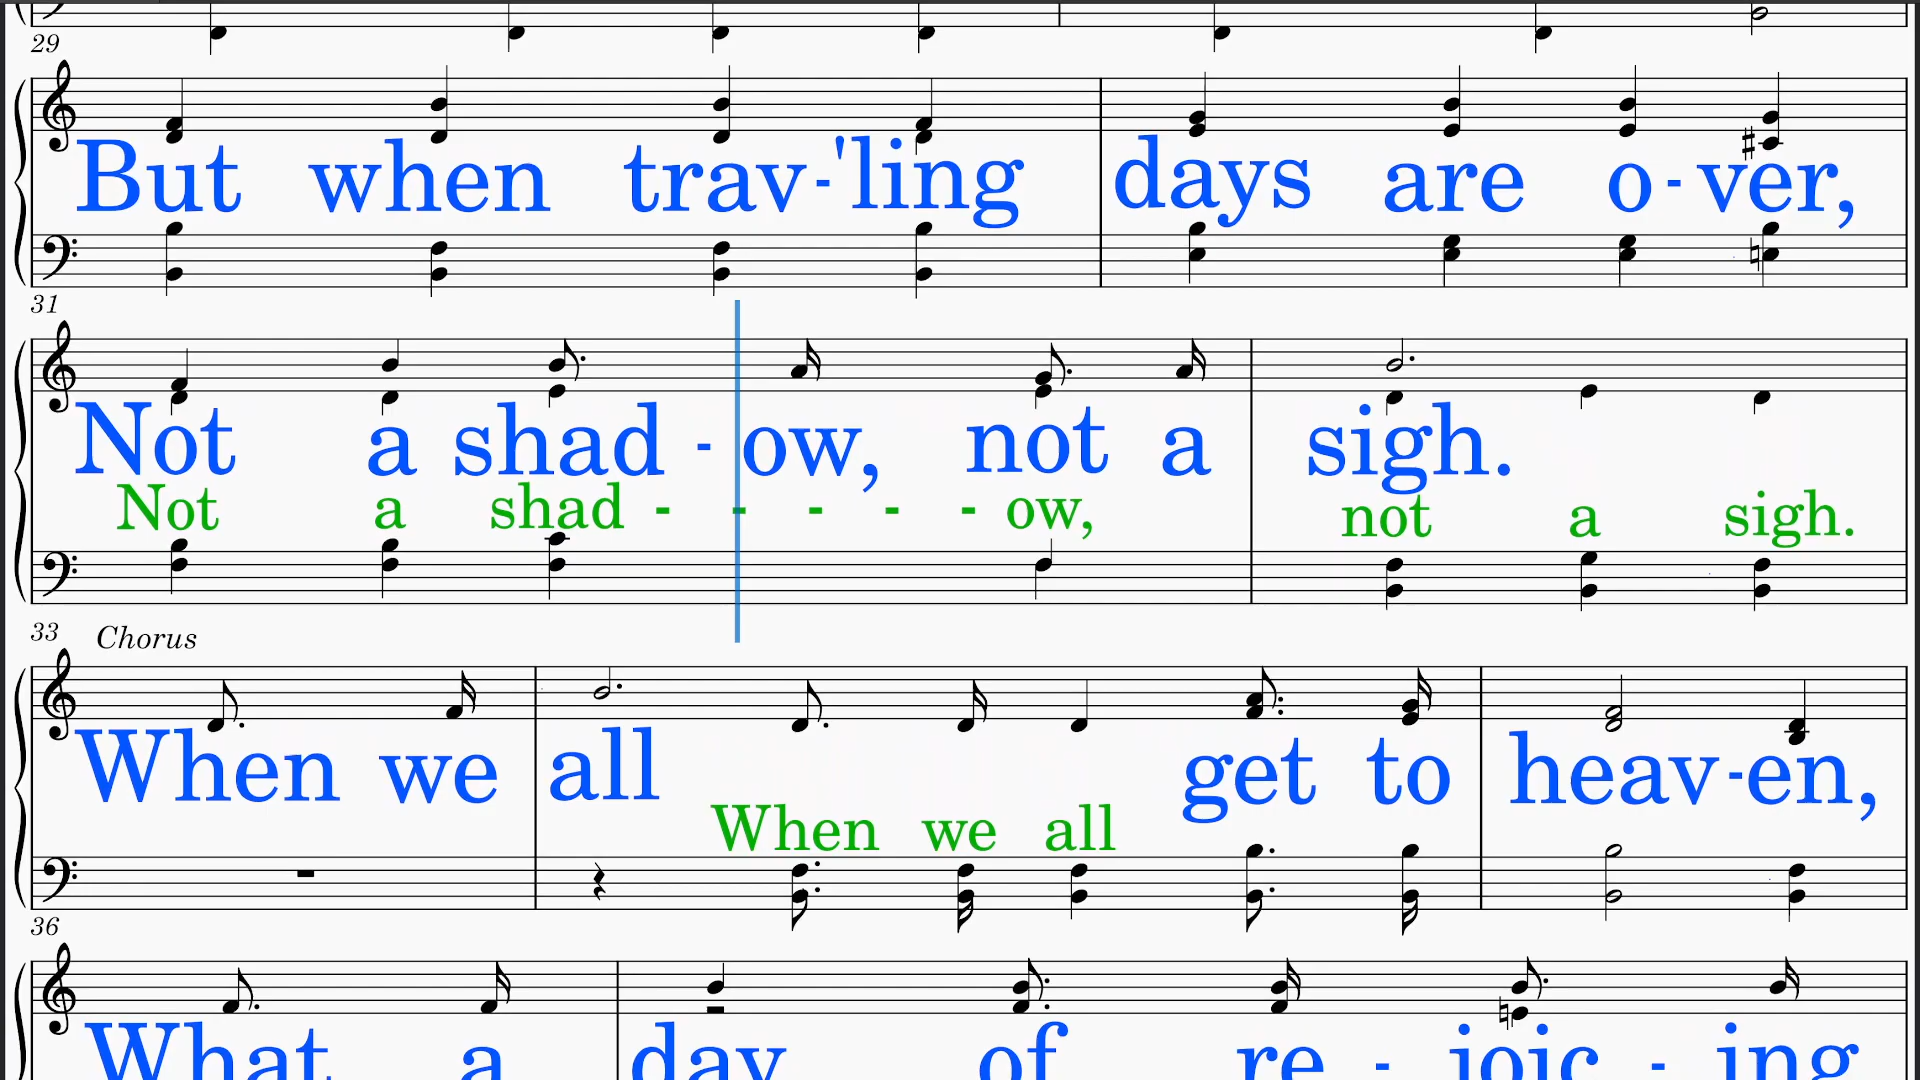 29
But when trav-'ling days are o-ver,
31
Not a shad-ow, not a sigh.
Not a shad-----ow, not a sigh.
33 Chorus
When we all get to heav-en,
When we all
36
What a day of re-joic-ing